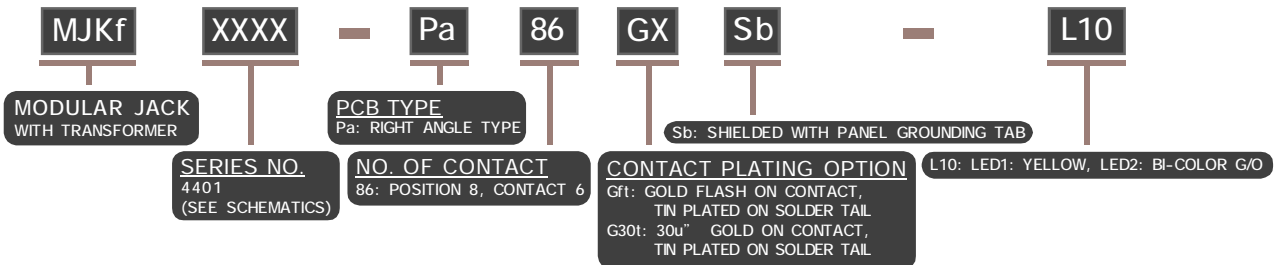 MJKf XXXX - Pa 86 GX Sb - L10
MODULAR JACK
WITH TRANSFORMER
PCB TYPE
Pa: RIGHT ANGLE TYPE
Sb: SHIELDED WITH PANEL GROUNDING TAB
SERIES NO.
4401
(SEE SCHEMATICS)
NO. OF CONTACT
86: POSITION 8, CONTACT 6
CONTACT PLATING OPTION
Gft: GOLD FLASH ON CONTACT,
TIN PLATED ON SOLDER TAIL
G30t: 30u” GOLD ON CONTACT,
TIN PLATED ON SOLDER TAIL
L10: LED1: YELLOW, LED2: BI-COLOR G/O